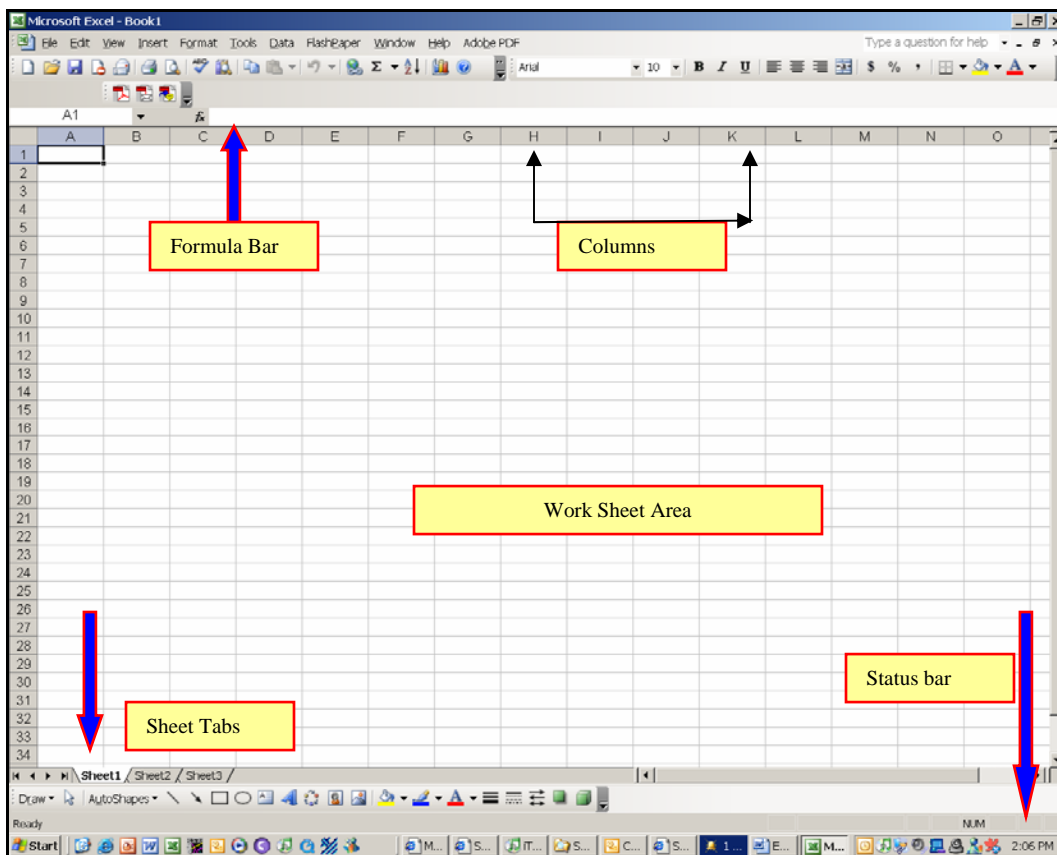 Microsoft Excel - Book1
File Edit View Insert Format Tools Data FlashPaper Window Help Adobe PDF Type a question for help
Arial 10 B I U $ % ,
A1 fx
A B C D E F G H I J K L M N O
1
2
3
4
5
6
7
8
9
10
11
12
13
14
15
16
17
18
19
20
21
22
23
24
25
26
27
28
29
30
31
32
33
34
Formula Bar
Columns
Work Sheet Area
Status bar
Sheet Tabs
Sheet1 Sheet2 Sheet3
Draw AutoShapes A
Ready NUM
Start M... S... IT... S... C... S... 1 ... E... M... 2:06 PM